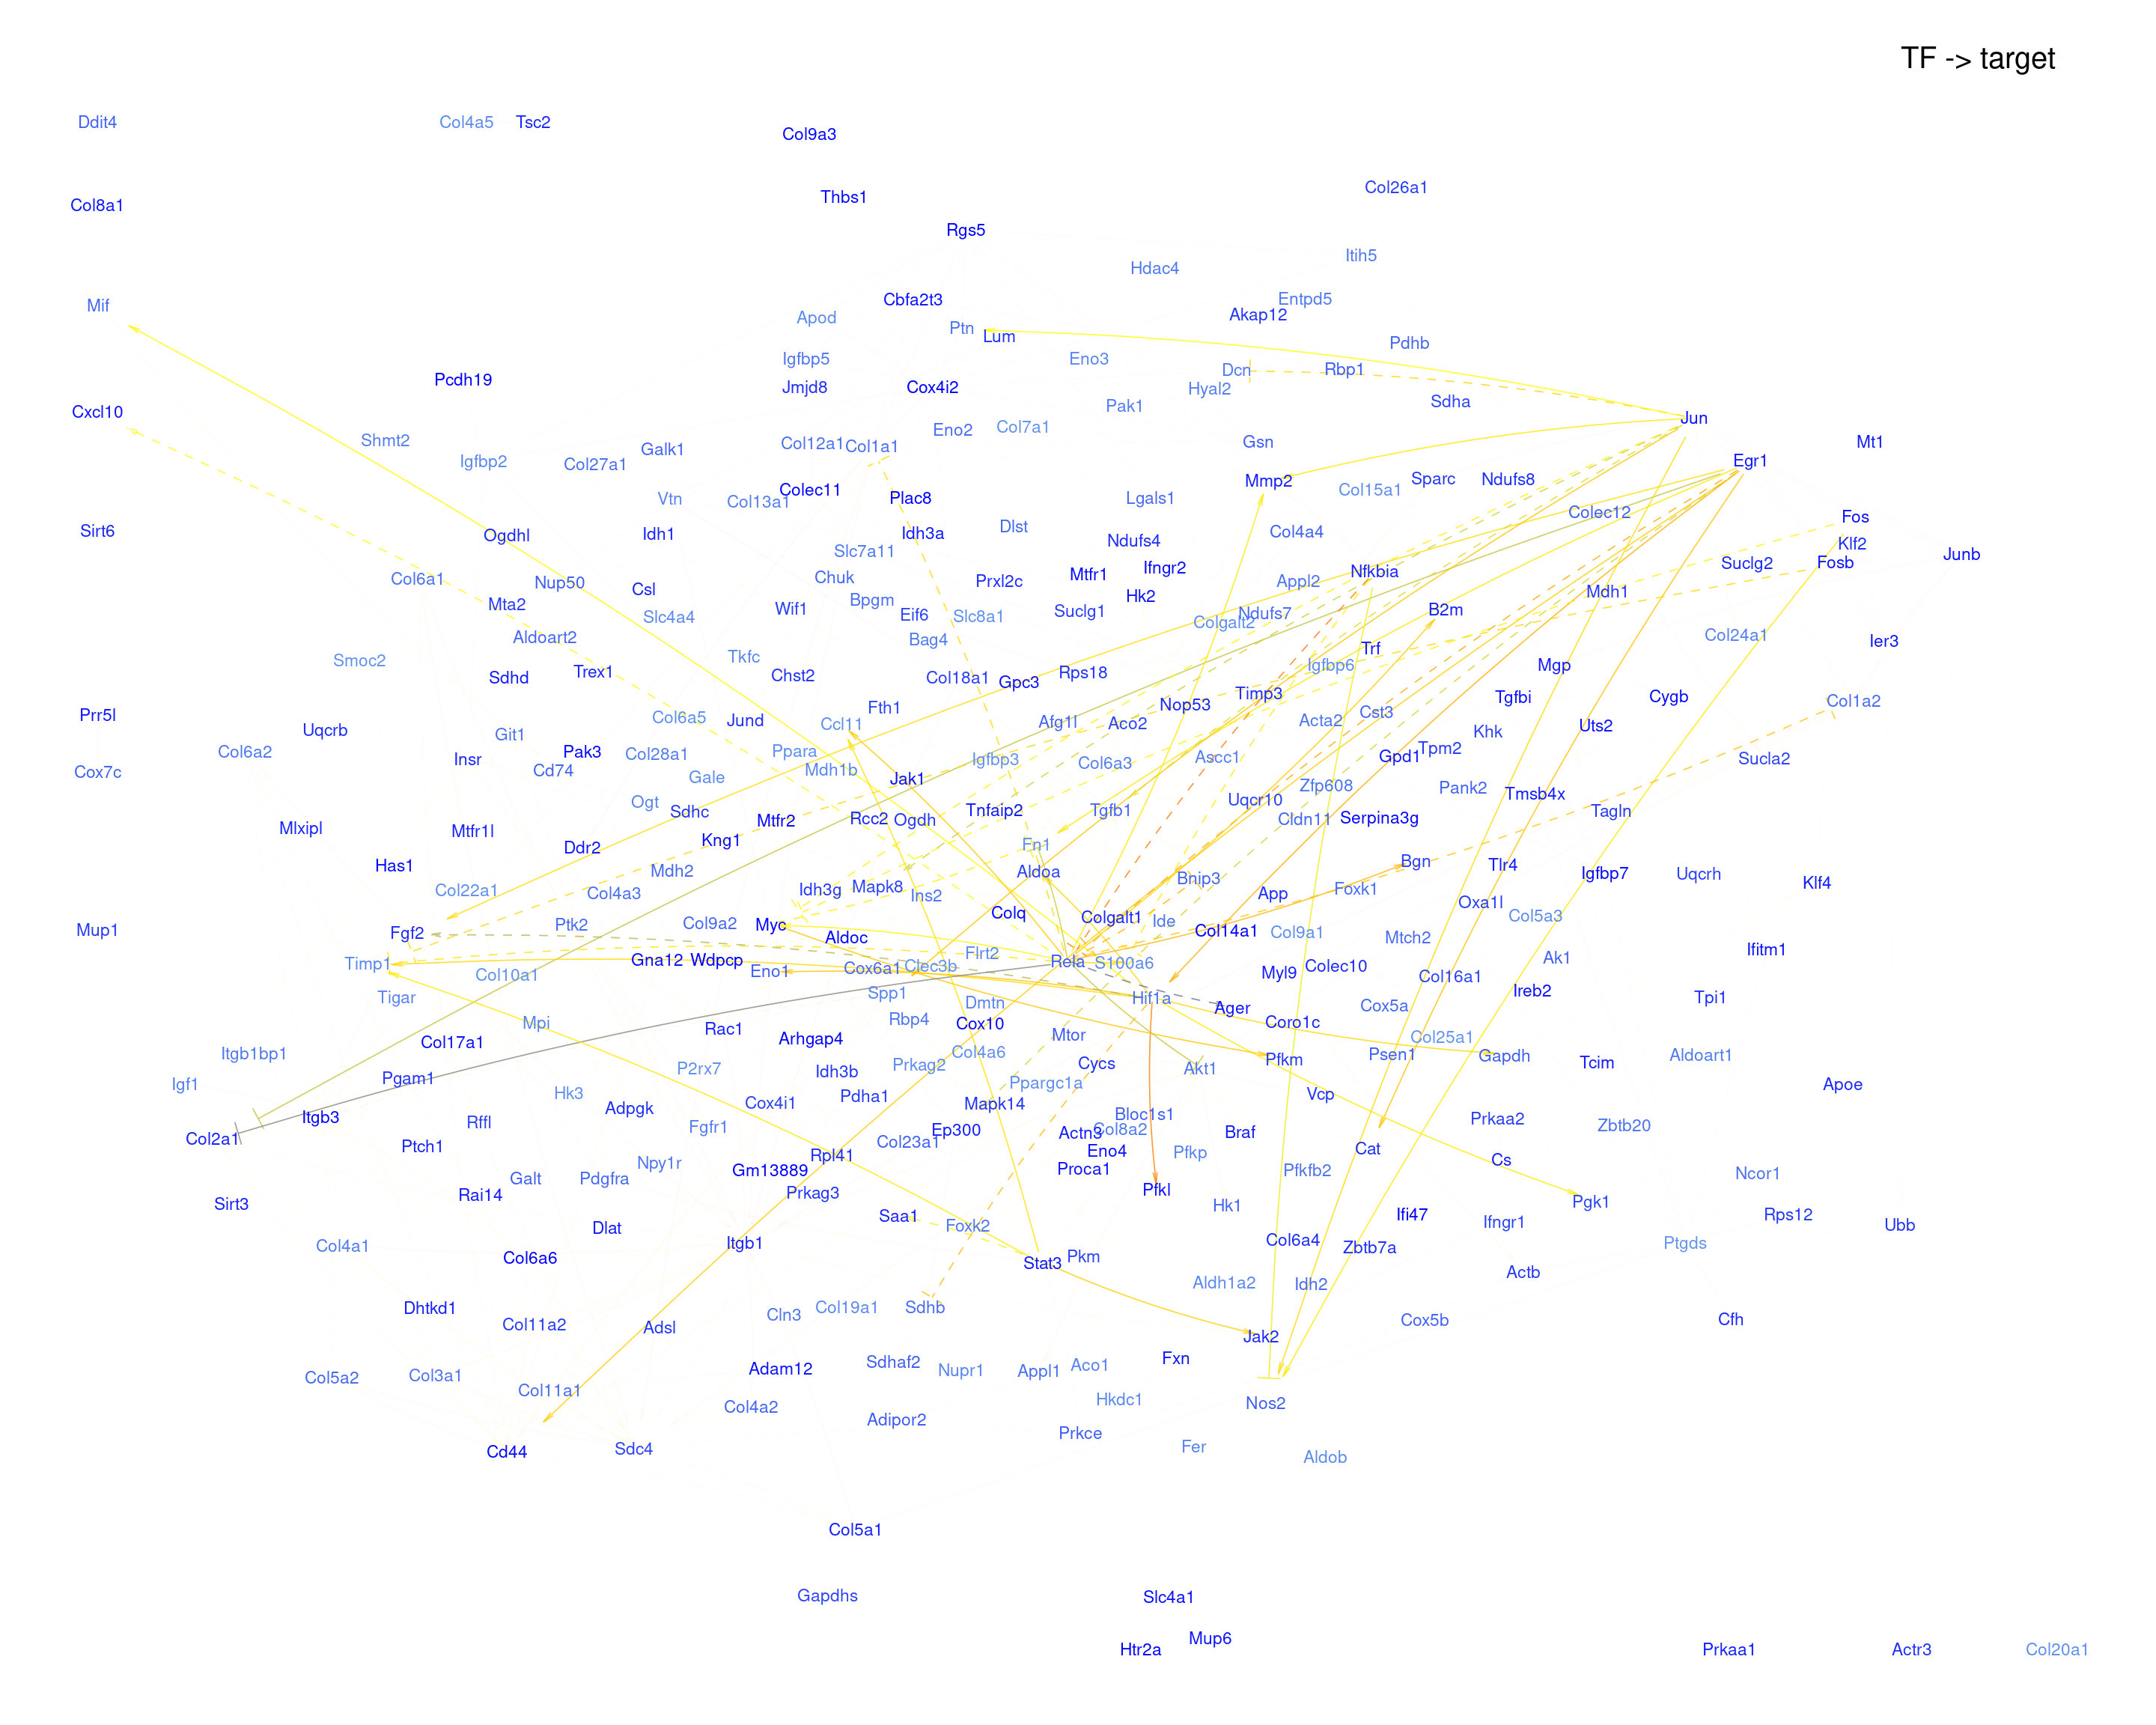 TF -> target
Ddit4
Col4a5
Tsc2
Col9a3
Col26a1
Thbs1
Col8a1
Rgs5
Itih5
Hdac4
Cbfa2t3
Entpd5
Mif
Akap12
Apod
Ptn
Lum
Pdhb
Igfbp5
Eno3
Dcn
Rbp1
Pcdh19
Jmjd8
Cox4i2
Hyal2
Sdha
Cxcl10
Pak1
Jun
Shmt2
Col12a1
Col1a1
Eno2
Col7a1
Gsn
Mt1
Igfbp2
Col27a1
Galk1
Egr1
Mmp2
Sparc
Ndufs8
Vtn
Col13a1
Colec11
Plac8
Lgals1
Col15a1
Colec12
Fos
Sirt6
Ogdhl
Idh1
Idh3a
Dlst
Ndufs4
Col4a4
Klf2
Slc7a11
Junb
Col6a1
Nup50
Csl
Chuk
Prxl2c
Mtfr1
Ifngr2
Appl2
Nfkbia
Suclg2
Fosb
Mta2
Slc4a4
Wif1
Bpgm
Eif6
Slc8a1
Suclg1
Hk2
Colgalt2
Ndufs7
B2m
Mdh1
Aldoart2
Bag4
Col24a1
Ier3
Smoc2
Sdhd
Trex1
Tkfc
Chst2
Col18a1
Gpc3
Rps18
Igfbp6
Trf
Mgp
Prr5l
Uqcrb
Git1
Col6a5
Jund
Ccl11
Fth1
Afg1l
Aco2
Nop53
Timp3
Acta2
Cst3
Tgfbi
Cygb
Col1a2
Col6a2
Insr
Pak3
Col28a1
Ppara
Igfbp3
Col6a3
Ascc1
Gpd1
Tpm2
Khk
Uts2
Sucla2
Cox7c
Cd74
Gale
Mdh1b
Jak1
Zfp608
Pank2
Tmsb4x
Mlxipl
Mtfr1l
Ogt
Sdhc
Mtfr2
Rcc2
Ogdh
Tnfaip2
Tgfb1
Uqcr10
Cldn11
Serpina3g
Tagln
Has1
Ddr2
Kng1
Fn1
Aldoa
Bnip3
Bgn
Tlr4
Igfbp7
Uqcrh
Klf4
Col22a1
Col4a3
Mdh2
Idh3g
Mapk8
Ins2
App
Foxk1
Oxa1l
Mup1
Fgf2
Ptk2
Col9a2
Myc
Aldoc
Colq
Colgalt1
Ide
Col14a1
Col9a1
Mtch2
Col5a3
Ifitm1
Timp1
Col10a1
Gna12
Wdpcp
Eno1
Cox6a1
Clec3b
Flrt2
Rela
S100a6
Myl9
Colec10
Col16a1
Ak1
Tigar
Mpi
Spp1
Dmtn
Hif1a
Ager
Cox5a
Ireb2
Tpi1
Itgb1bp1
Col17a1
Rac1
Arhgap4
Rbp4
Cox10
Mtor
Coro1c
Col25a1
Igf1
Pgam1
Hk3
P2rx7
Idh3b
Prkag2
Col4a6
Cycs
Akt1
Pfkm
Psen1
Gapdh
Tcim
Aldoart1
Itgb3
Adpgk
Cox4i1
Pdha1
Ppargc1a
Mapk14
Bloc1s1
Vcp
Apoe
Col2a1
Ptch1
Rffl
Fgfr1
Col23a1
Ep300
Actn3
Col8a2
Braf
Cat
Prkaa2
Zbtb20
Sirt3
Rai14
Galt
Pdgfra
Npy1r
Gm13889
Rpl41
Prkag3
Eno4
Proca1
Pfkp
Pfkl
Pfkfb2
Cs
Pgk1
Ncor1
Col4a1
Col6a6
Dlat
Itgb1
Saa1
Foxk2
Stat3
Pkm
Hk1
Col6a4
Zbtb7a
Ifi47
Ifngr1
Rps12
Ubb
Ptgds
Dhtkd1
Col11a2
Adsl
Cln3
Col19a1
Sdhb
Aldh1a2
Idh2
Actb
Col5a2
Col3a1
Col11a1
Adam12
Sdhaf2
Nupr1
Appl1
Aco1
Fxn
Jak2
Cox5b
Cfh
Col4a2
Adipor2
Hkdc1
Nos2
Cd44
Sdc4
Prkce
Fer
Aldob
Col5a1
Gapdhs
Slc4a1
Htr2a
Mup6
Prkaa1
Actr3
Col20a1